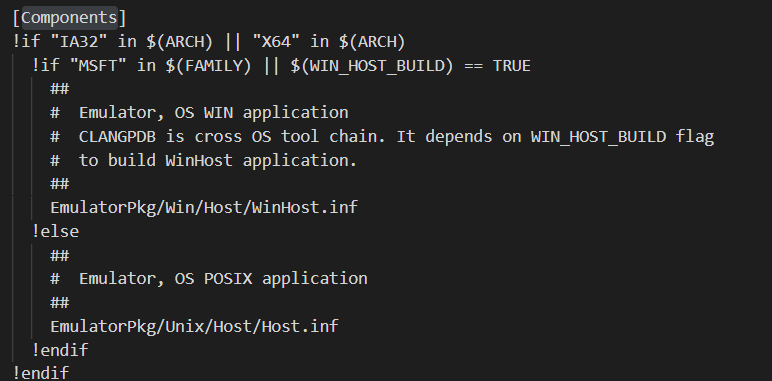 [Components]
!if "IA32" in $(ARCH) || "X64" in $(ARCH)
  !if "MSFT" in $(FAMILY) || $(WIN_HOST_BUILD) == TRUE
    ##
    #  Emulator, OS WIN application
    #  CLANGPDB is cross OS tool chain. It depends on WIN_HOST_BUILD flag
    #  to build WinHost application.
    ##
    EmulatorPkg/Win/Host/WinHost.inf
  !else
    ##
    #  Emulator, OS POSIX application
    ##
    EmulatorPkg/Unix/Host/Host.inf
  !endif
!endif